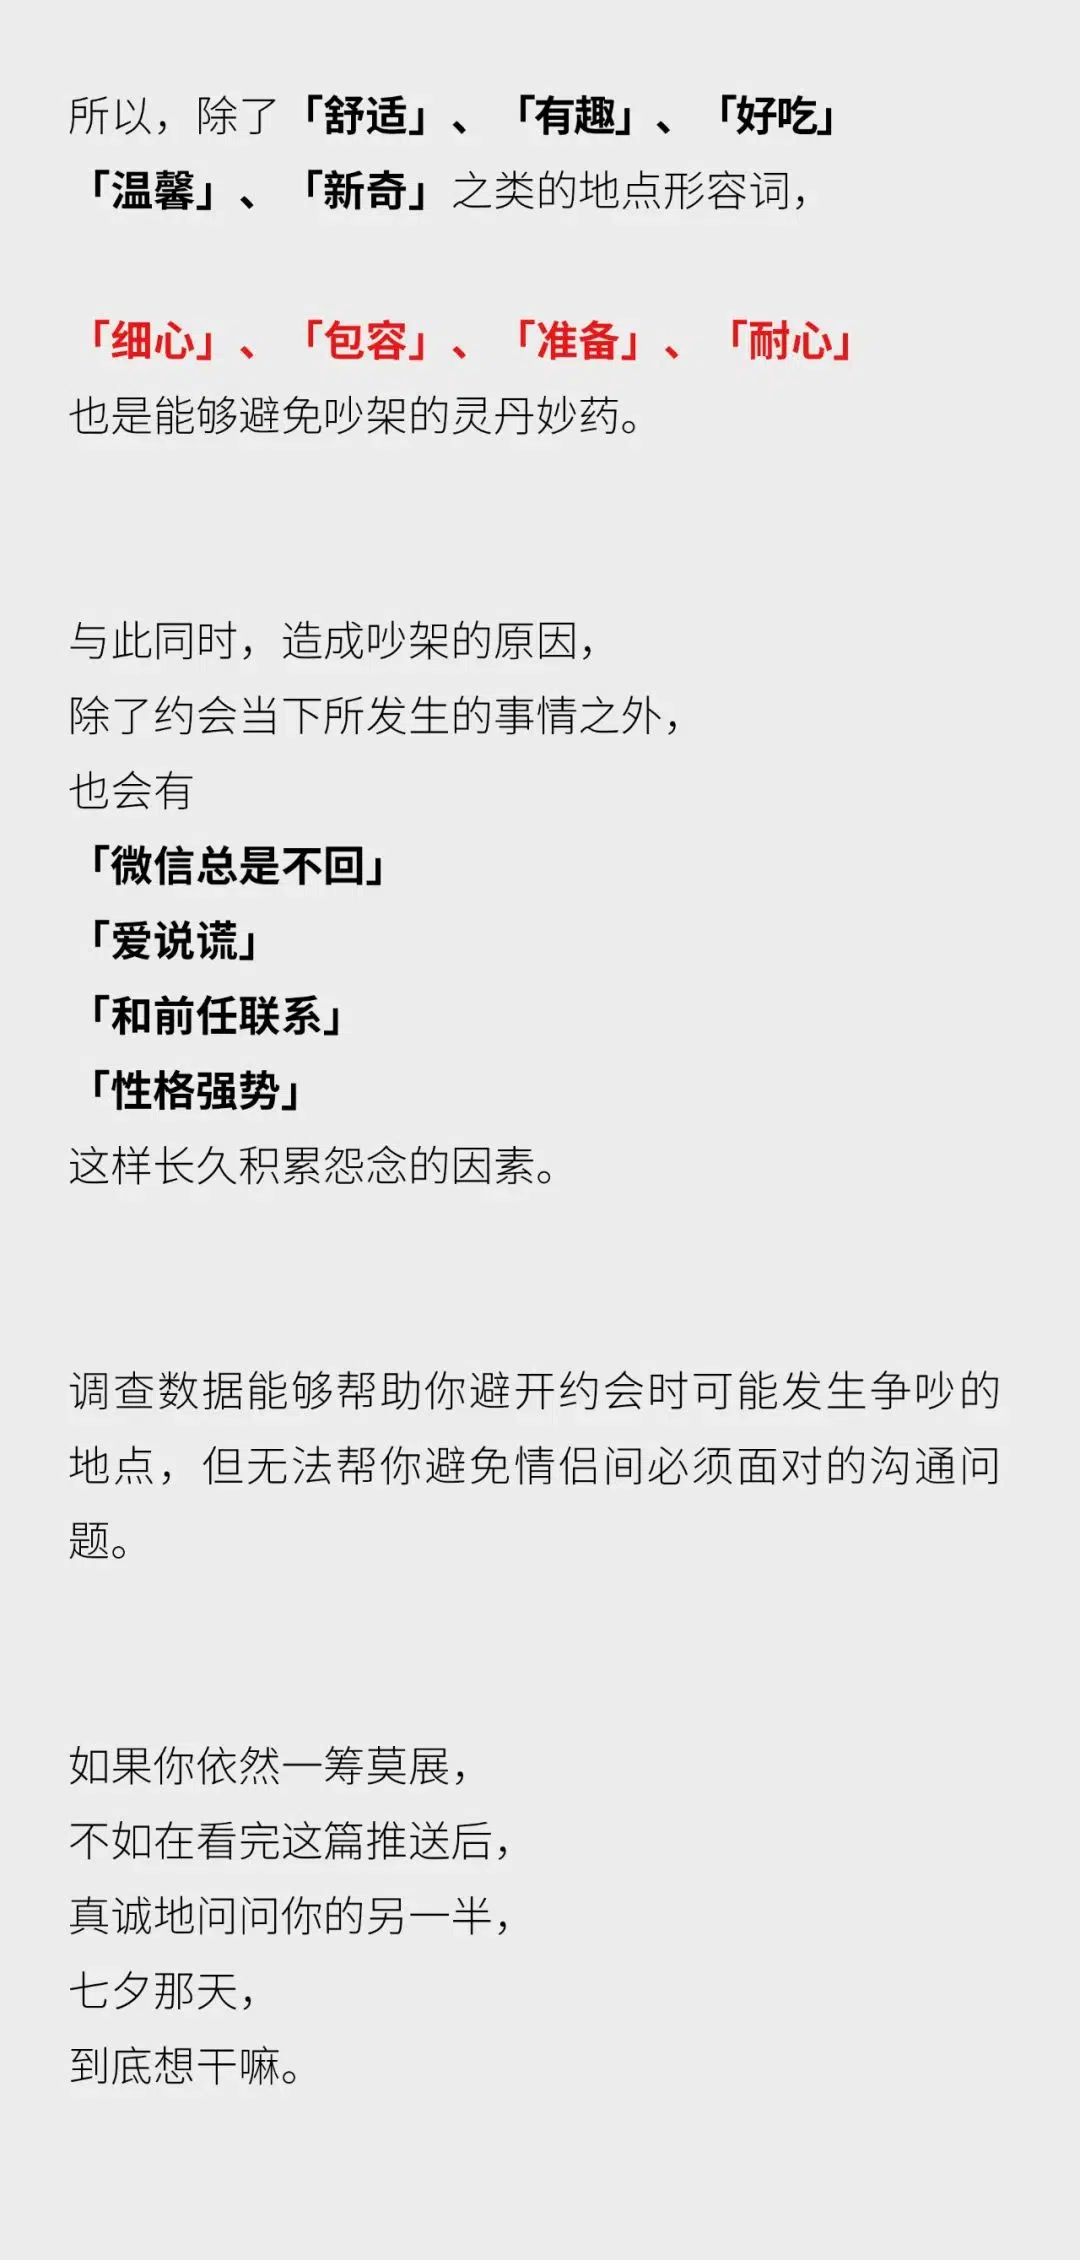 所以，除了「舒适」、「有趣」、「好吃」
「温馨」、「新奇」之类的地点形容词，
「细心」、「包容」、「准备」、「耐心」
也是能够避免吵架的灵丹妙药。
与此同时，造成吵架的原因，
除了约会当下所发生的事情之外，
也会有
「微信总是不回」
「爱说谎」
「和前任联系」
「性格强势」
这样长久积累怨念的因素。
调查数据能够帮助你避开约会时可能发生争吵的
地点，但无法帮你避免情侣间必须面对的沟通问
题。
如果你依然一筹莫展，
不如在看完这篇推送后，
真诚地问问你的另一半，
七夕那天，
到底想干嘛。